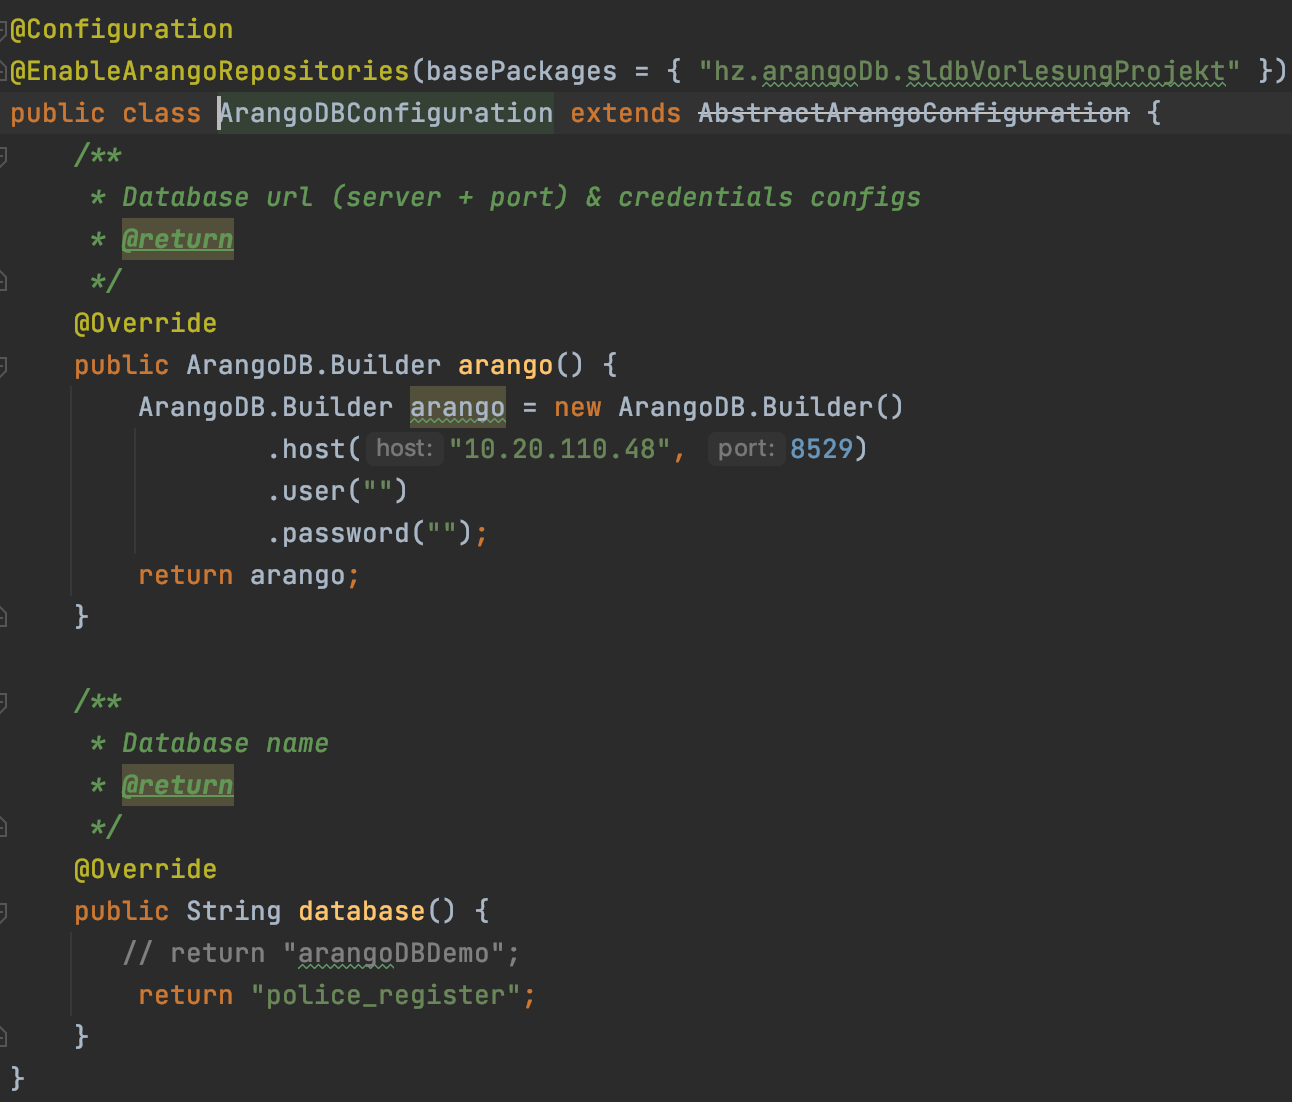 @Configuration
@EnableArangoRepositories(basePackages = { "hz.arangoDb.sldbVorlesungProjekt" })
public class ArangoDBConfiguration extends AbstractArangoConfiguration {
/**
* Database url (server + port) & credentials configs
* @return
*/
@Override
public ArangoDB.Builder arango() {
ArangoDB.Builder arango = new ArangoDB.Builder()
.host( host: "10.20.110.48", port: 8529)
.user("")
.password("");
return arango;
}
/**
* Database name
* @return
*/
@Override
public String database() {
// return "arangoDBDemo";
return "police_register";
}
}